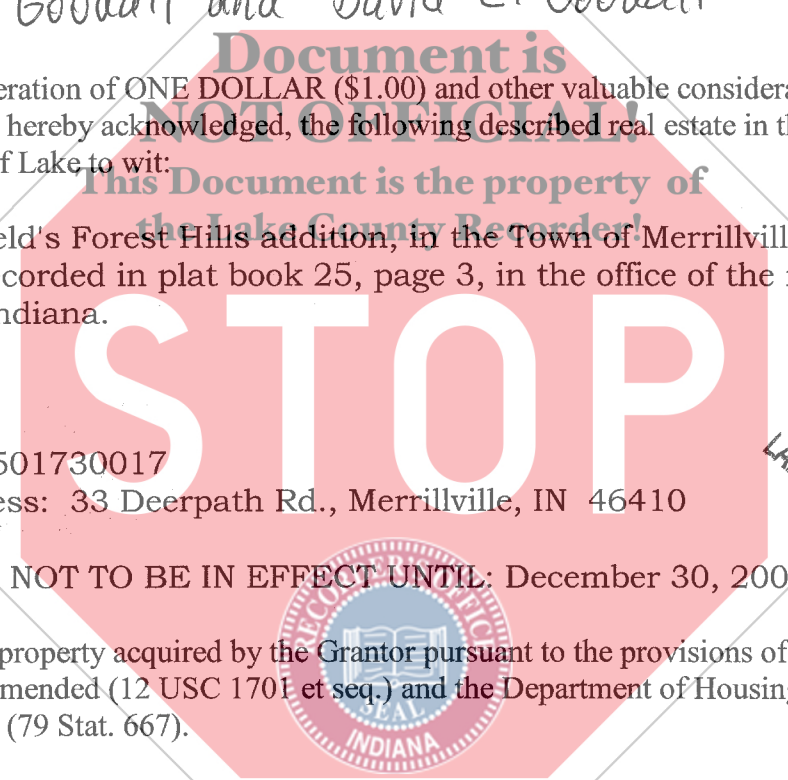 and David
Document is
eration of ONE DOLLAR ($1.00) and other valuable considera
NOT OFFICIAL!
hereby acknowledged, the following described real estate in th
f Lake to wit:
This Document is the property of
the Lake County Recorder!
eld's Forest Hills addition, in the Town of Merrillvill
corded in plat book 25, page 3, in the office of the
ndiana.
STOP
501730017
ess: 33 Deerpath Rd., Merrillville, IN 46410
NOT TO BE IN EFFECT UNTIL: December 30, 200
property acquired by the Grantor pursuant to the provisions of
mended (12 USC 1701 et seq.) and the Department of Housing
(79 Stat. 667).
RECORDER'S OFFICE
SEAL
INDIANA